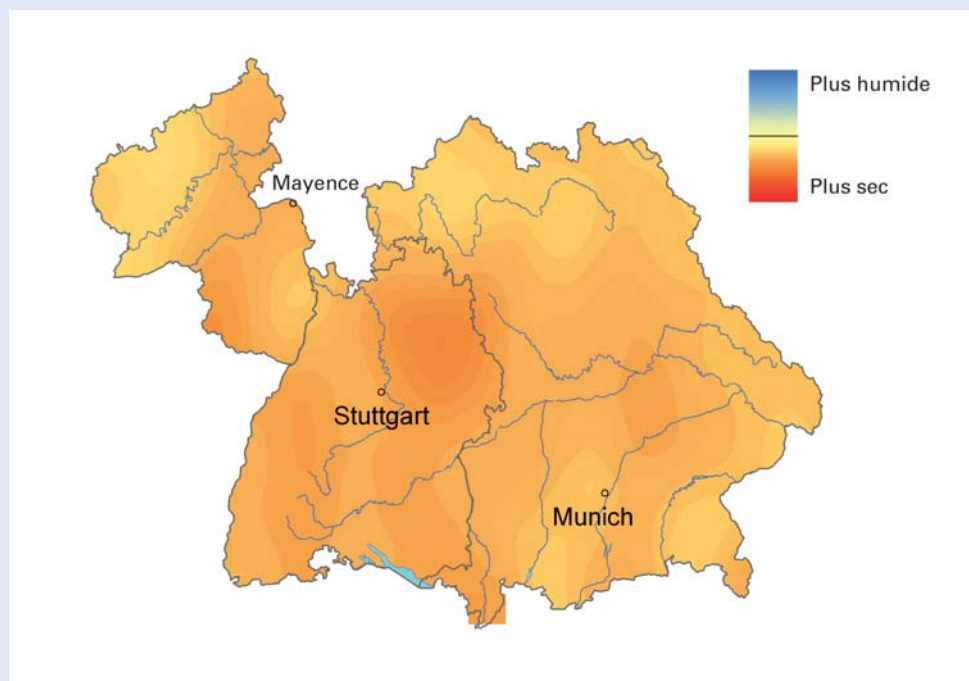 Plus humide
Plus sec
Mayence
Stuttgart
Munich